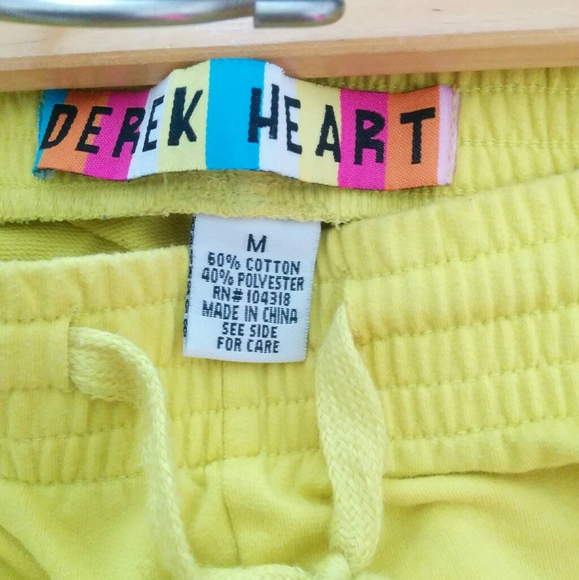 DEREK HEART
M
60% COTTON
40% POLYESTER
RN# 104318
MADE IN CHINA
SEE SIDE
FOR CARE